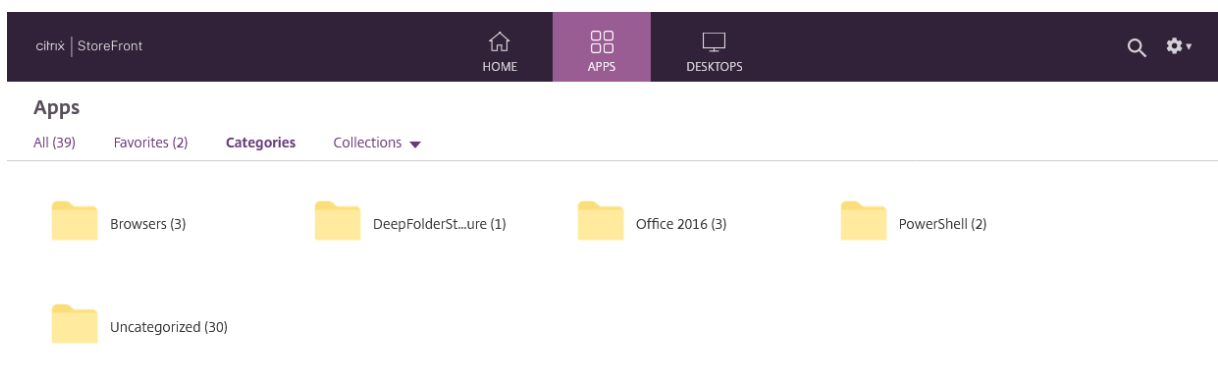 citrix | StoreFront
HOME
APPS
DESKTOPS
Apps
All (39)
Favorites (2)
Categories
Collections
Browsers (3)
DeepFolderSt...ure (1)
Office 2016 (3)
PowerShell (2)
Uncategorized (30)